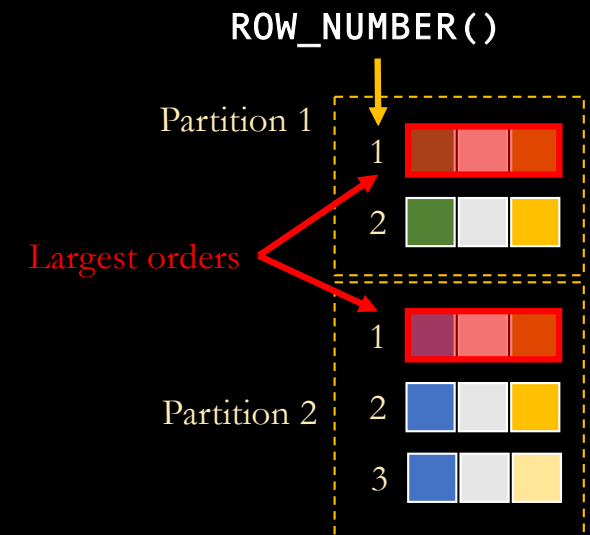 ROW_NUMBER()
Partition 1
1
2
Largest orders
1
Partition 2
2
3